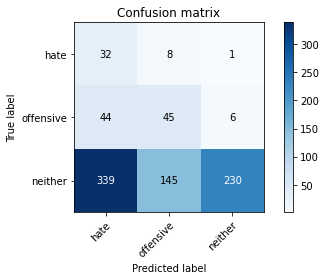 Confusion matrix
True label
hate 32 8 1
offensive 44 45 6
neither 339 145 230
hate offensive neither
Predicted label
300
250
200
150
100
50